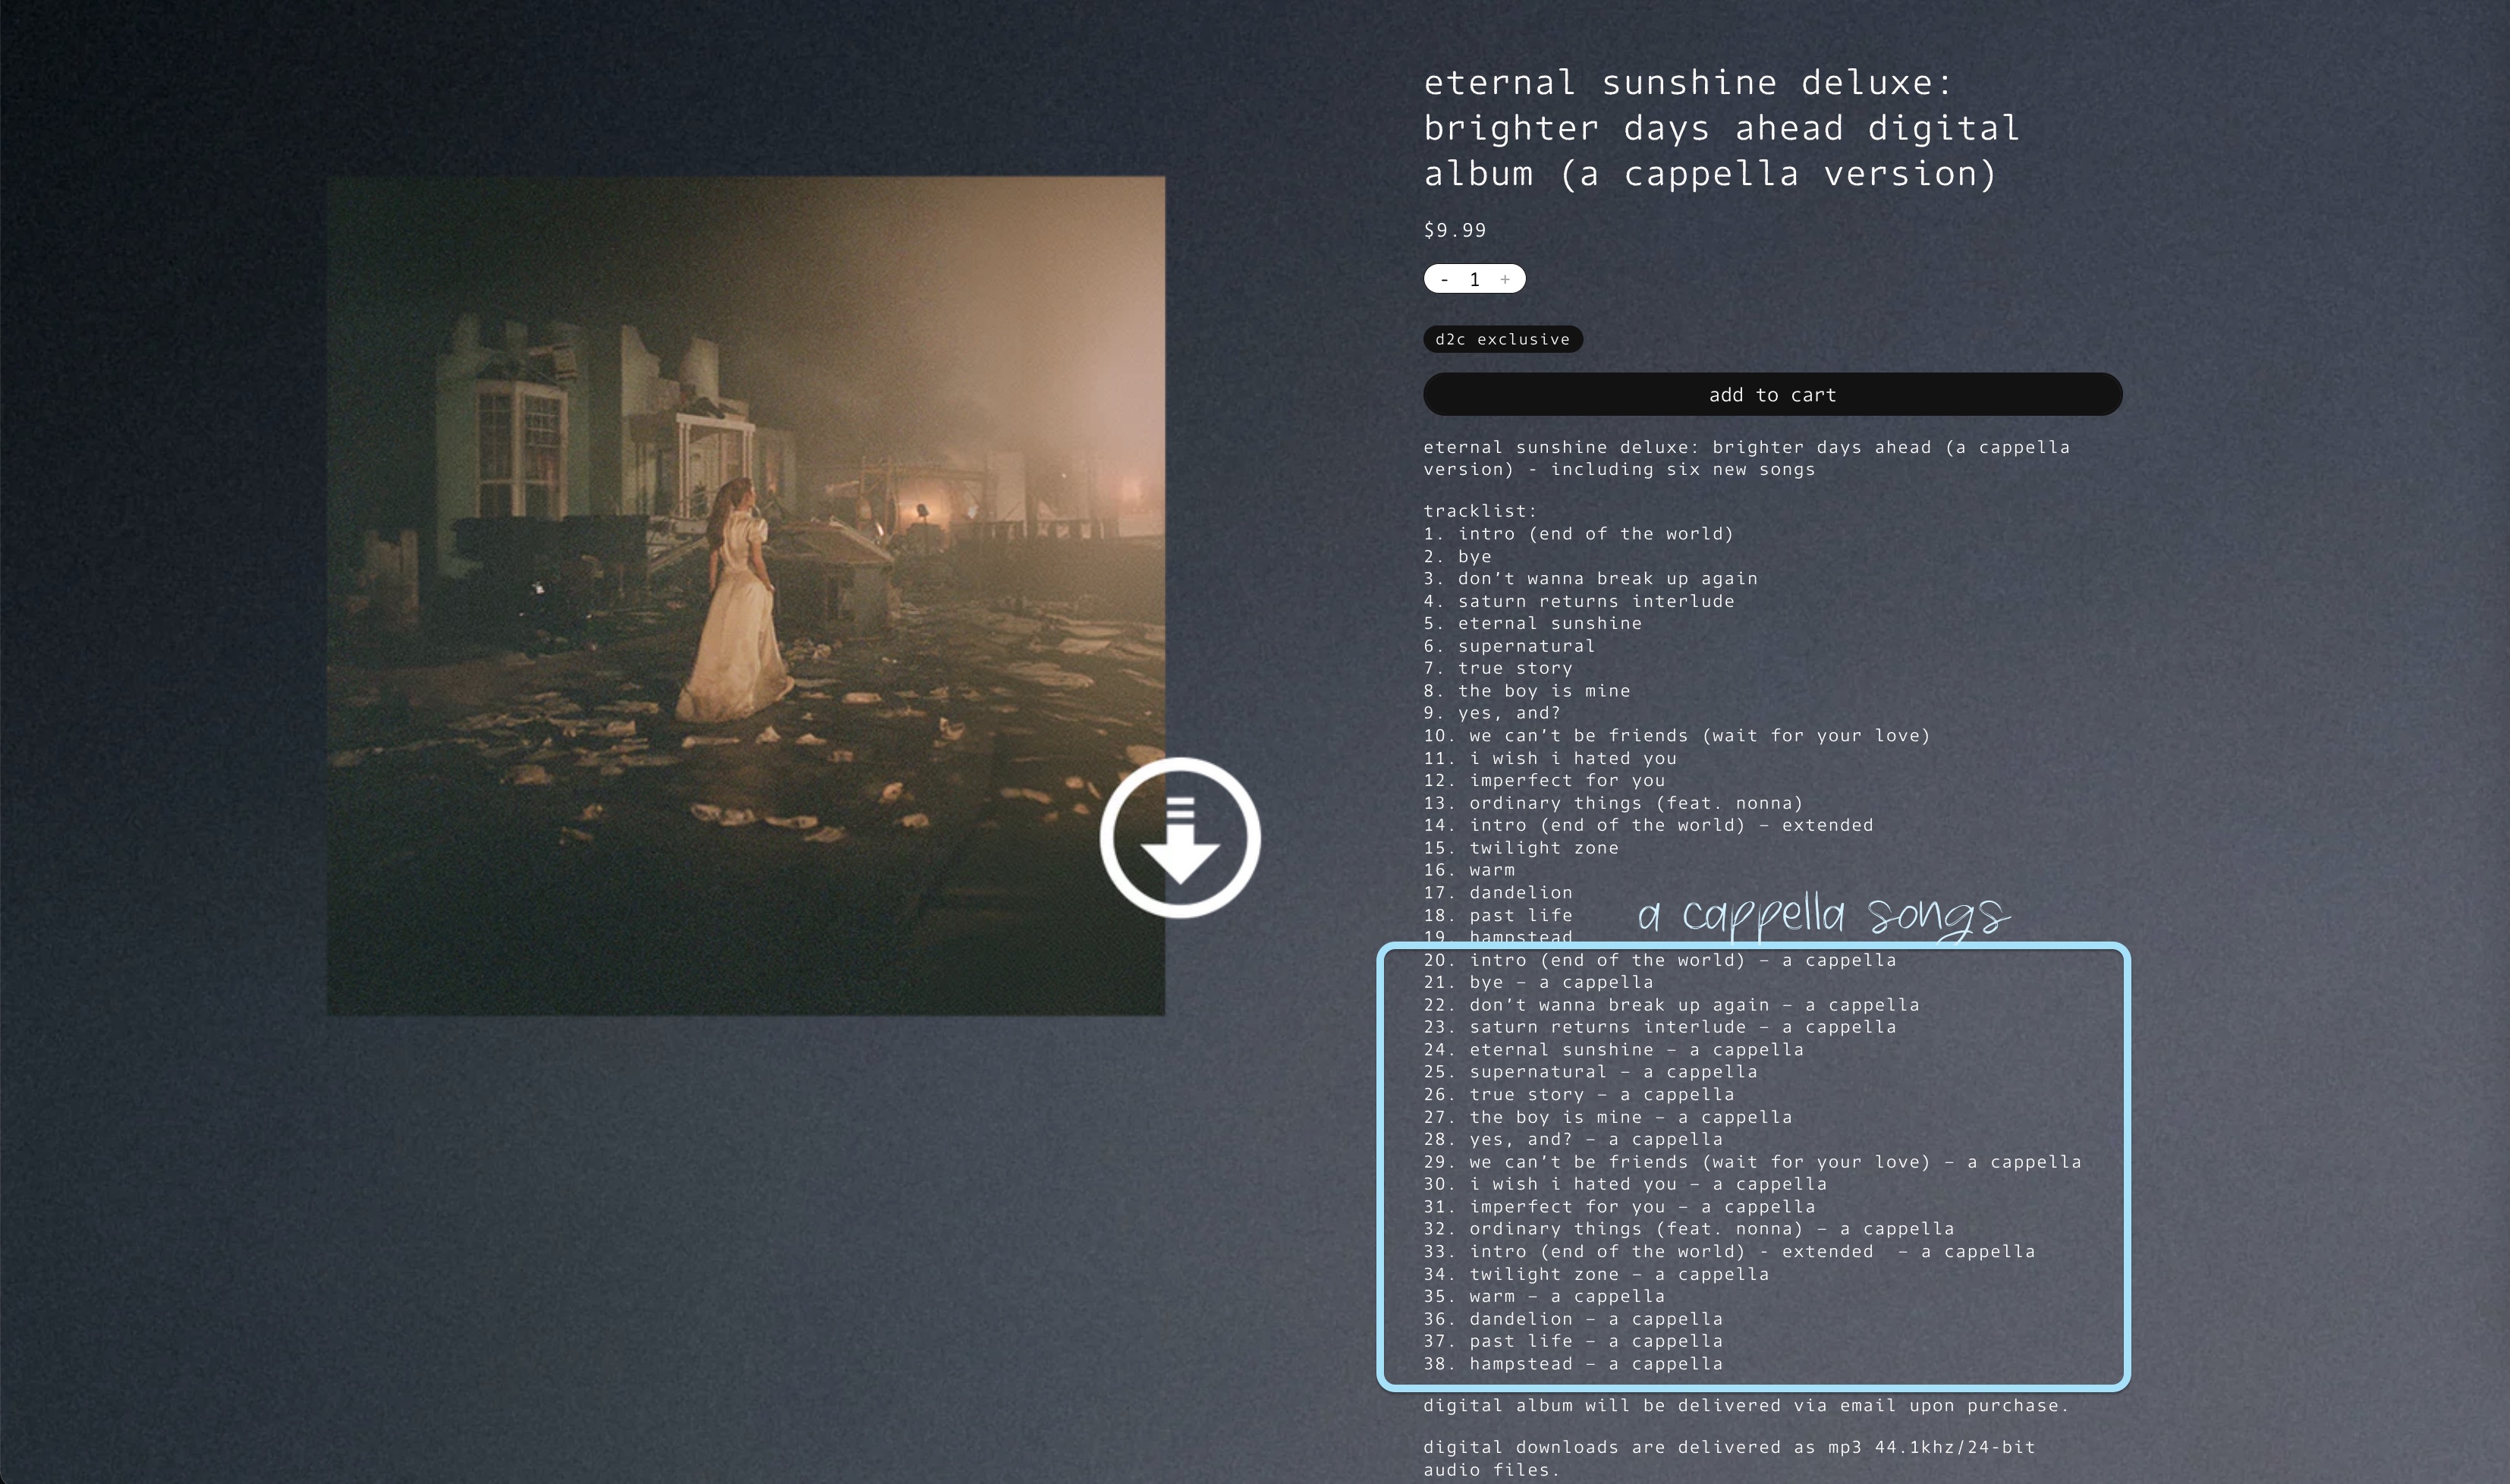 eternal sunshine deluxe:
brighter days ahead digital
album (a cappella version)
$9.99
- 1 +
d2c exclusive
add to cart
eternal sunshine deluxe: brighter days ahead (a cappella
version) - including six new songs
tracklist:
1. intro (end of the world)
2. bye
3. don’t wanna break up again
4. saturn returns interlude
5. eternal sunshine
6. supernatural
7. true story
8. the boy is mine
9. yes, and?
10. we can’t be friends (wait for your love)
11. i wish i hated you
12. imperfect for you
13. ordinary things (feat. nonna)
14. intro (end of the world) – extended
15. twilight zone
16. warm
17. dandelion
18. past life
a cappella songs
19. hampstead
20. intro (end of the world) – a cappella
21. bye – a cappella
22. don’t wanna break up again – a cappella
23. saturn returns interlude – a cappella
24. eternal sunshine – a cappella
25. supernatural – a cappella
26. true story – a cappella
27. the boy is mine – a cappella
28. yes, and? – a cappella
29. we can’t be friends (wait for your love) – a cappella
30. i wish i hated you – a cappella
31. imperfect for you – a cappella
32. ordinary things (feat. nonna) – a cappella
33. intro (end of the world) - extended  – a cappella
34. twilight zone – a cappella
35. warm – a cappella
36. dandelion – a cappella
37. past life – a cappella
38. hampstead – a cappella
digital album will be delivered via email upon purchase.
digital downloads are delivered as mp3 44.1khz/24-bit
audio files.